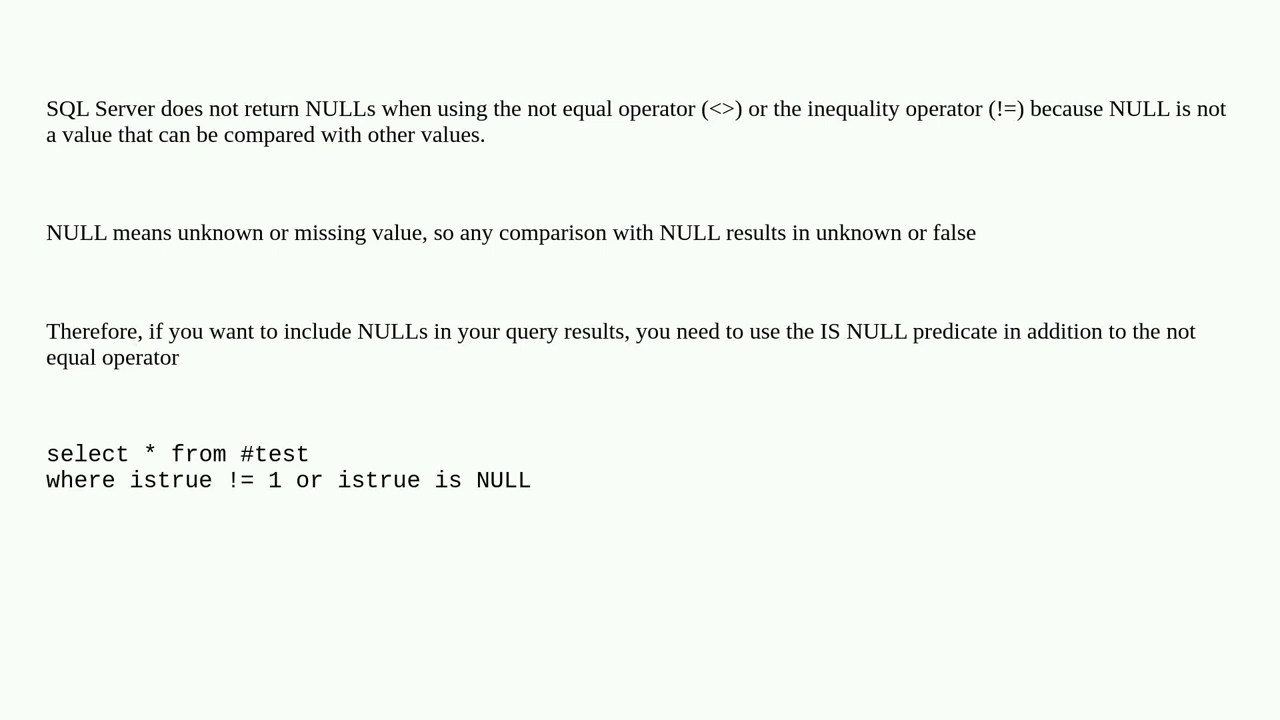 SQL Server does not return NULLs when using the not equal operator (<>) or the inequality operator (!=) because NULL is not
a value that can be compared with other values.
NULL means unknown or missing value, so any comparison with NULL results in unknown or false
Therefore, if you want to include NULLs in your query results, you need to use the IS NULL predicate in addition to the not
equal operator
select * from #test
where istrue != 1 or istrue is NULL